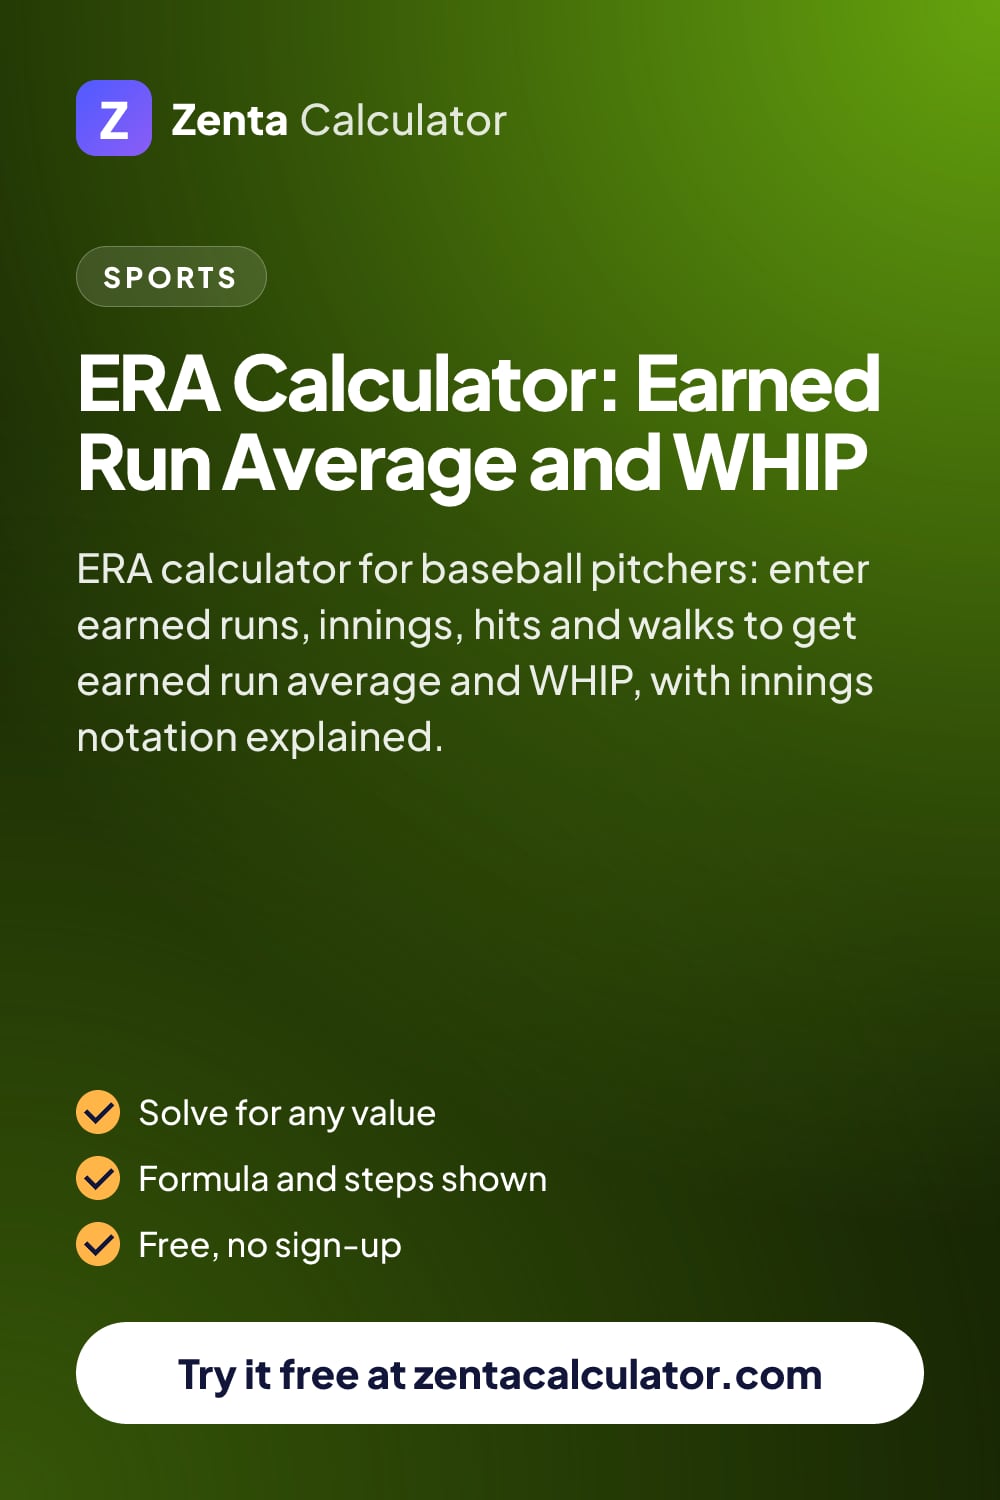 Z
Zenta Calculator
SPORTS
ERA Calculator: Earned
Run Average and WHIP
ERA calculator for baseball pitchers: enter
earned runs, innings, hits and walks to get
earned run average and WHIP, with innings
notation explained.
Solve for any value
Formula and steps shown
Free, no sign-up
Try it free at zentacalculator.com